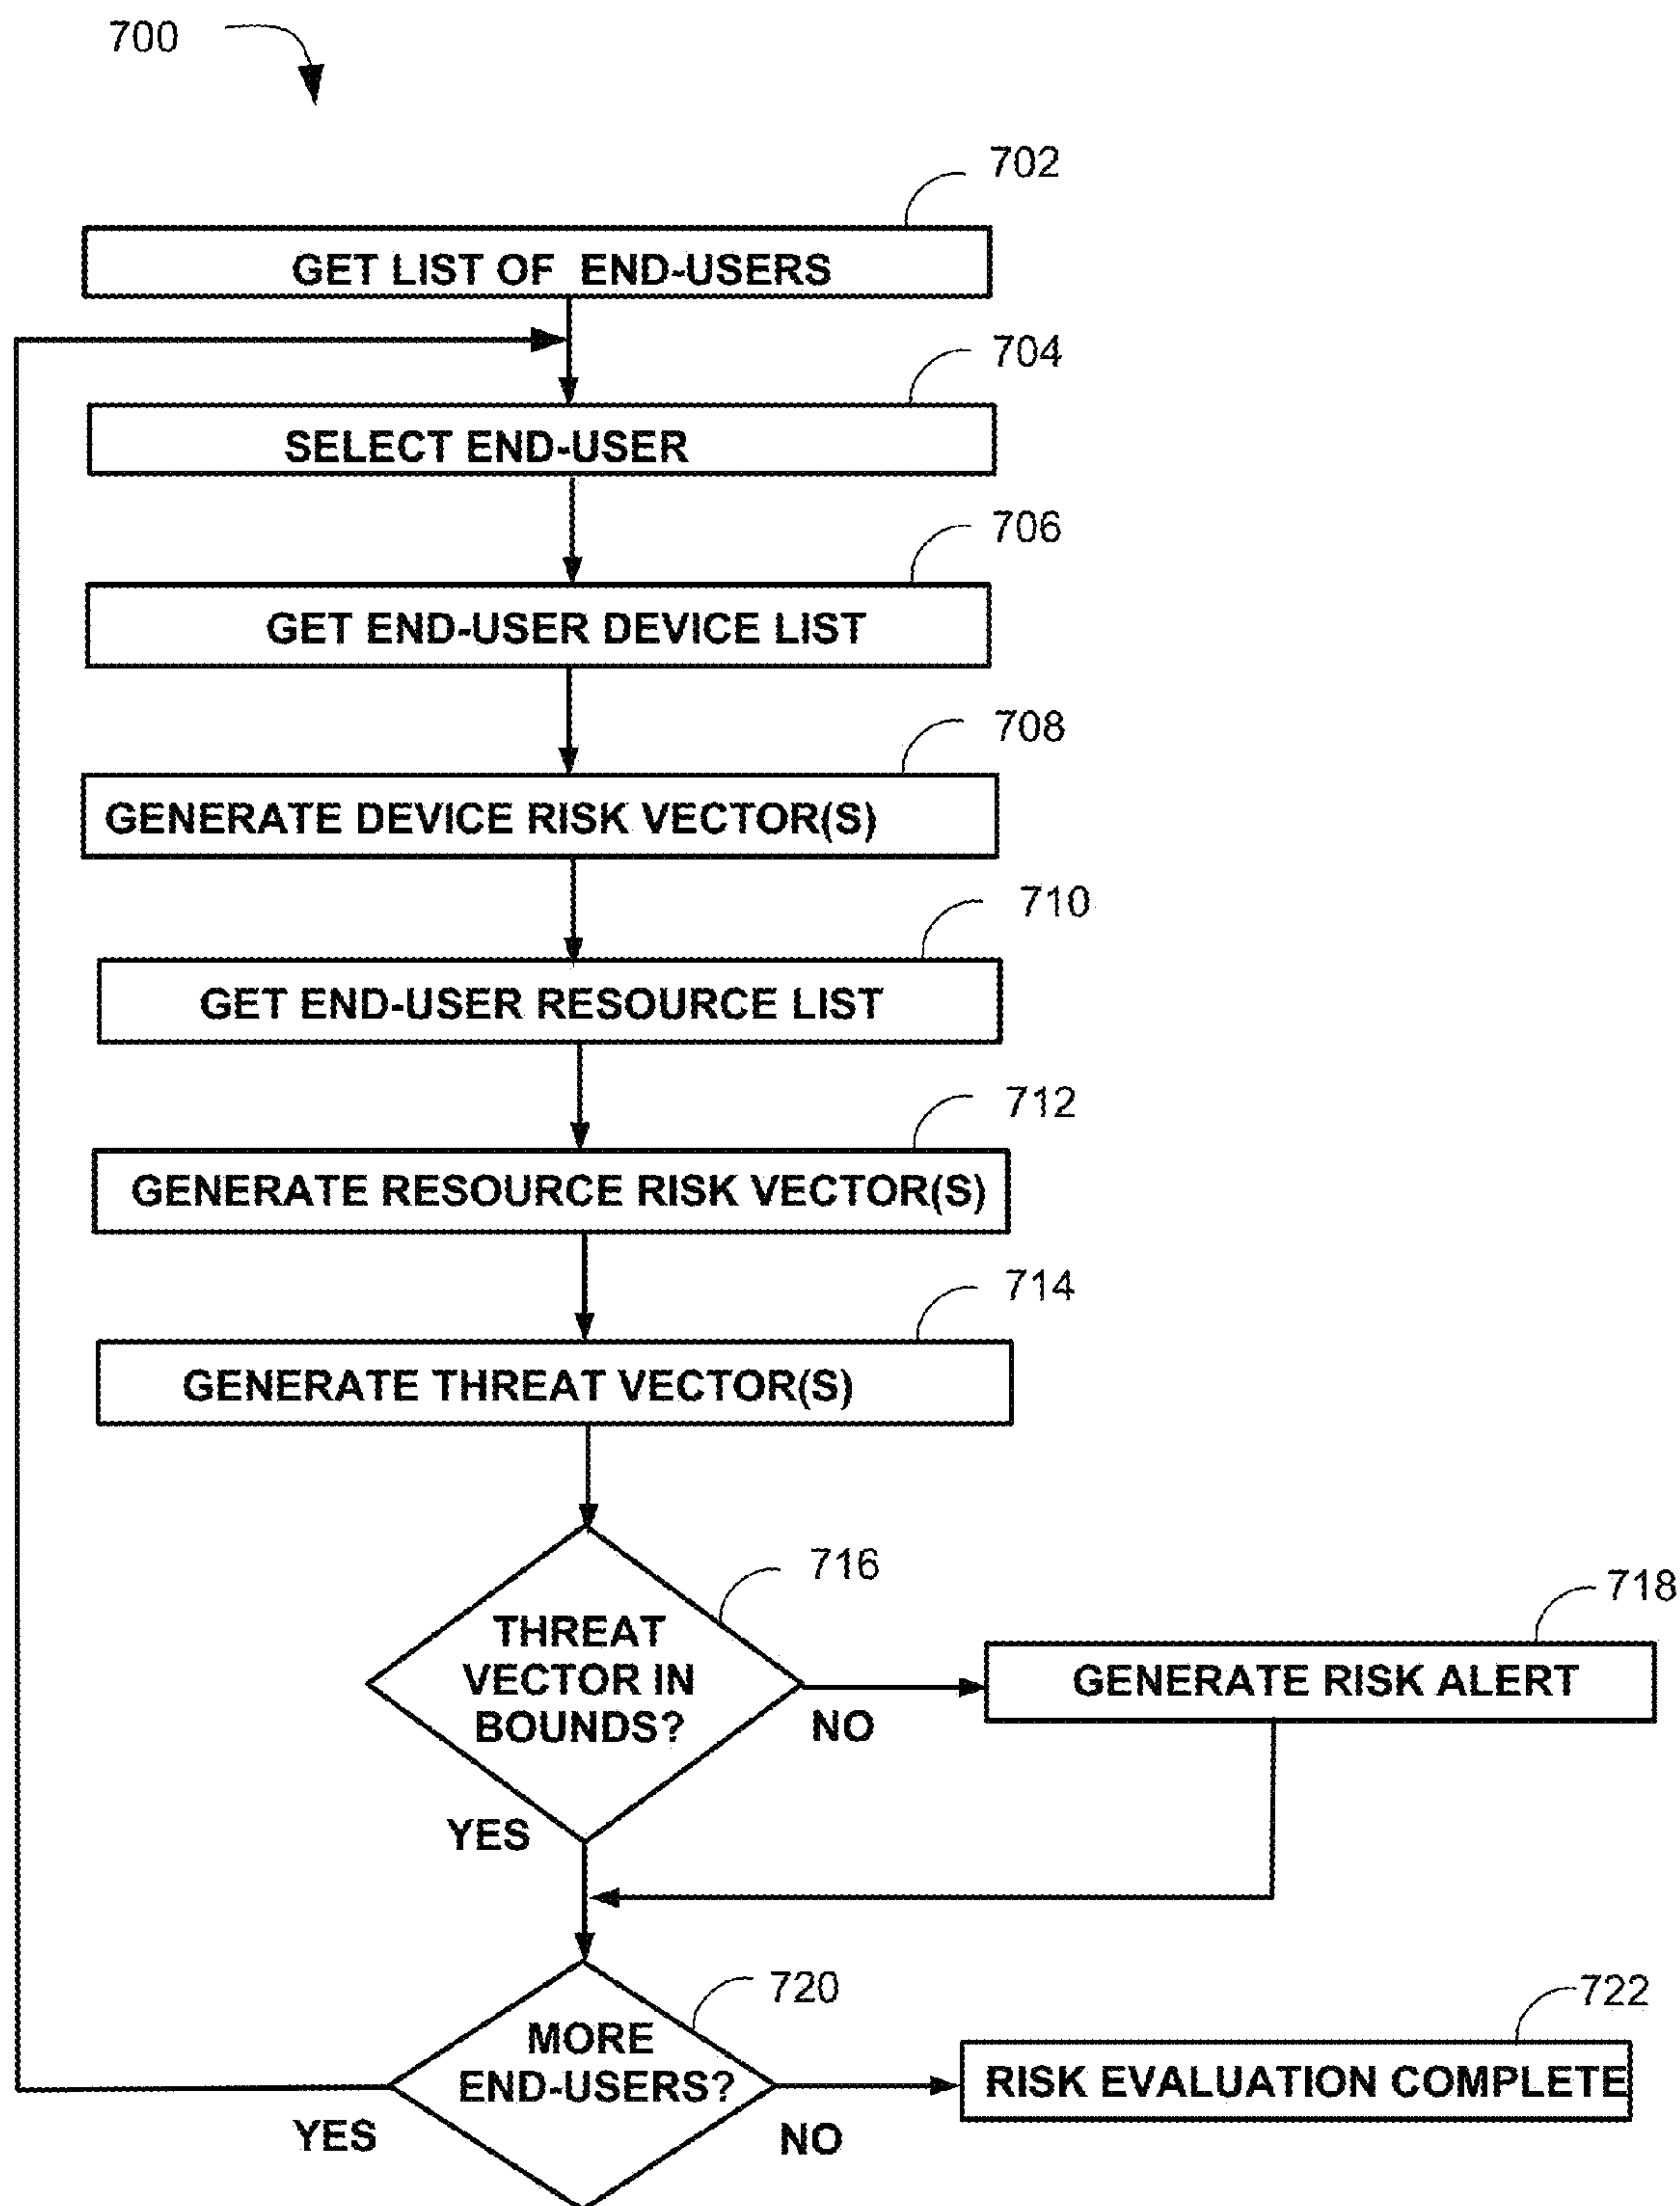 700
702
GET LIST OF END-USERS
704
SELECT END-USER
706
GET END-USER DEVICE LIST
708
GENERATE DEVICE RISK VECTOR(S)
710
GET END-USER RESOURCE LIST
712
GENERATE RESOURCE RISK VECTOR(S)
714
GENERATE THREAT VECTOR(S)
716
THREAT
VECTOR IN
BOUNDS?
NO
YES
718
GENERATE RISK ALERT
720
MORE
END-USERS?
YES
NO
722
RISK EVALUATION COMPLETE